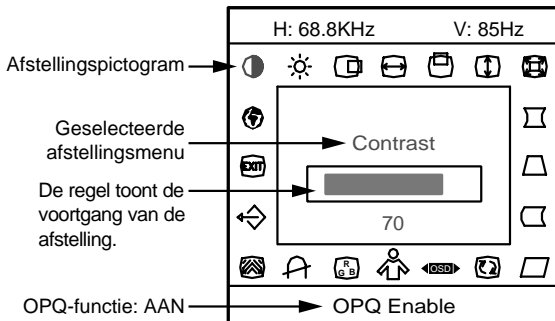 H: 68.8KHz V: 85Hz
Afstellingspictogram
Geselecteerde
afstellingsmenu
Contrast
EXIT
De regel toont de
voortgang van de
afstelling.
70
R
G B
OSD
OPQ-functie: AAN
OPQ Enable